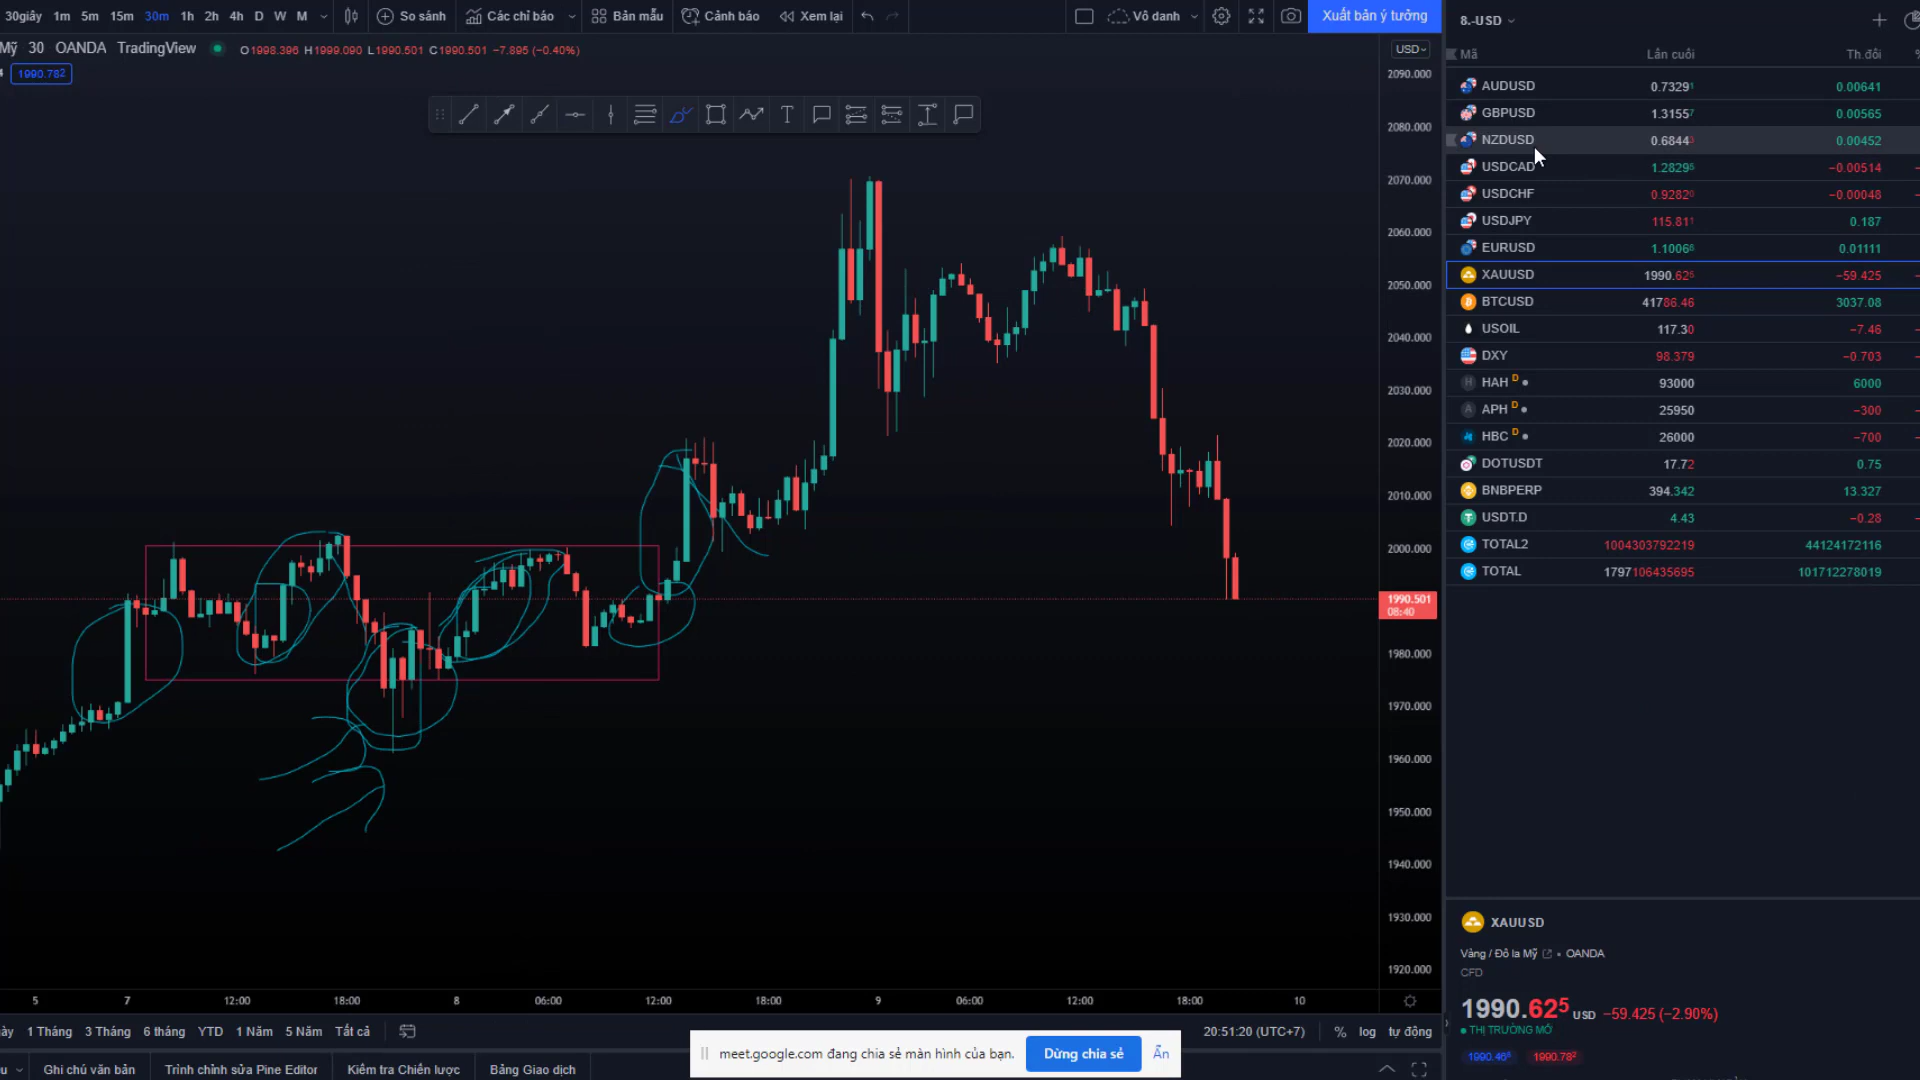 30giây 1m 5m 15m 30m 1h 2h 4h D W M So sánh Các chỉ báo Bản mẫu Cảnh báo Xem lại Vô danh Xuất bản ý tưởng
Mỹ 30 OANDA TradingView O1998.396 H1999.090 L1990.501 C1990.501 −7.895 (−0.40%)
1990.782
USD
2090.000
2080.000
2070.000
2060.000
2050.000
2040.000
2030.000
2020.000
2010.000
2000.000
1990.501
08:40
1980.000
1970.000
1960.000
1950.000
1940.000
1930.000
1920.000
5 7 12:00 18:00 8 06:00 12:00 18:00 9 06:00 12:00 18:00 10
1 Tháng 3 Tháng 6 tháng YTD 1 Năm 5 Năm Tất cả 20:51:20 (UTC+7) % log tự động
meet.google.com đang chia sẻ màn hình của bạn. Dừng chia sẻ Ẩn
Ghi chú văn bản Trình chỉnh sửa Pine Editor Kiểm tra Chiến lược Bảng Giao dịch
8.-USD
Mã Lần cuối Th.đổi
AUDUSD 0.73291 0.00641
GBPUSD 1.31557 0.00565
NZDUSD 0.6844 0.00452
USDCAD 1.28295 −0.00514
USDCHF 0.92820 −0.00048
USDJPY 115.811 0.187
EURUSD 1.10066 0.01111
XAUUSD 1990.625 −59.425
BTCUSD 41786.46 3037.08
USOIL 117.30 −7.46
DXY 98.379 −0.703
HAH D 93000 6000
APH D 25950 −300
HBC D 26000 −700
DOTUSDT 17.72 0.75
BNBPERP 394.342 13.327
USDT.D 4.43 −0.28
TOTAL2 1004303792219 44124172116
TOTAL 1797106435695 101712278019
XAUUSD
Vàng / Đô la Mỹ • OANDA
CFD
1990.625 USD −59.425 (−2.90%)
THỊ TRƯỜNG MỞ
1990.468 1990.782